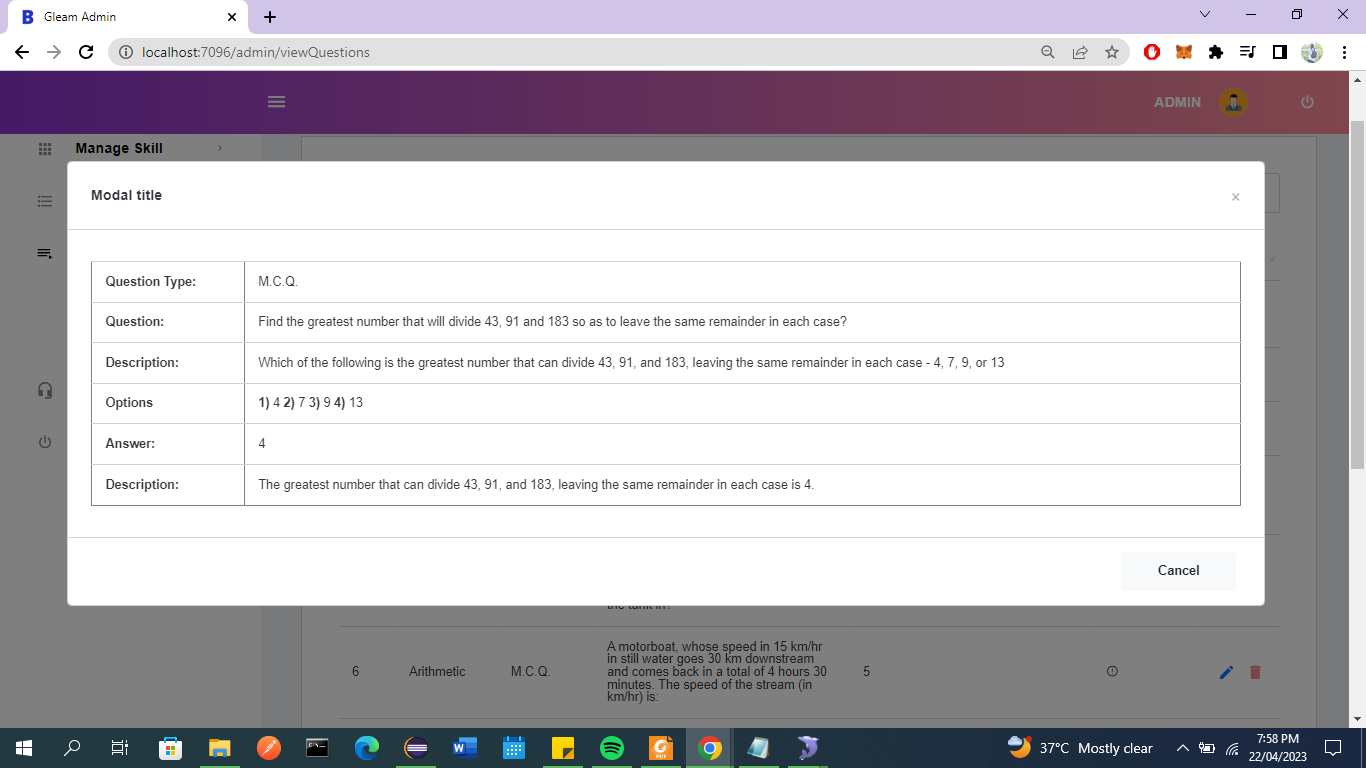 Gleam Admin
localhost:7096/admin/viewQuestions
ADMIN
Manage Skill
Modal title
Question Type: M.C.Q.
Question: Find the greatest number that will divide 43, 91 and 183 so as to leave the same remainder in each case?
Description: Which of the following is the greatest number that can divide 43, 91, and 183, leaving the same remainder in each case - 4, 7, 9, or 13
Options 1) 4 2) 7 3) 9 4) 13
Answer: 4
Description: The greatest number that can divide 43, 91, and 183, leaving the same remainder in each case is 4.
Cancel
6 Arithmetic M.C.Q. A motorboat, whose speed in 15 km/hr 5
in still water goes 30 km downstream
and comes back in a total of 4 hours 30
minutes. The speed of the stream (in
km/hr) is:
37°C Mostly clear
7:58 PM
22/04/2023